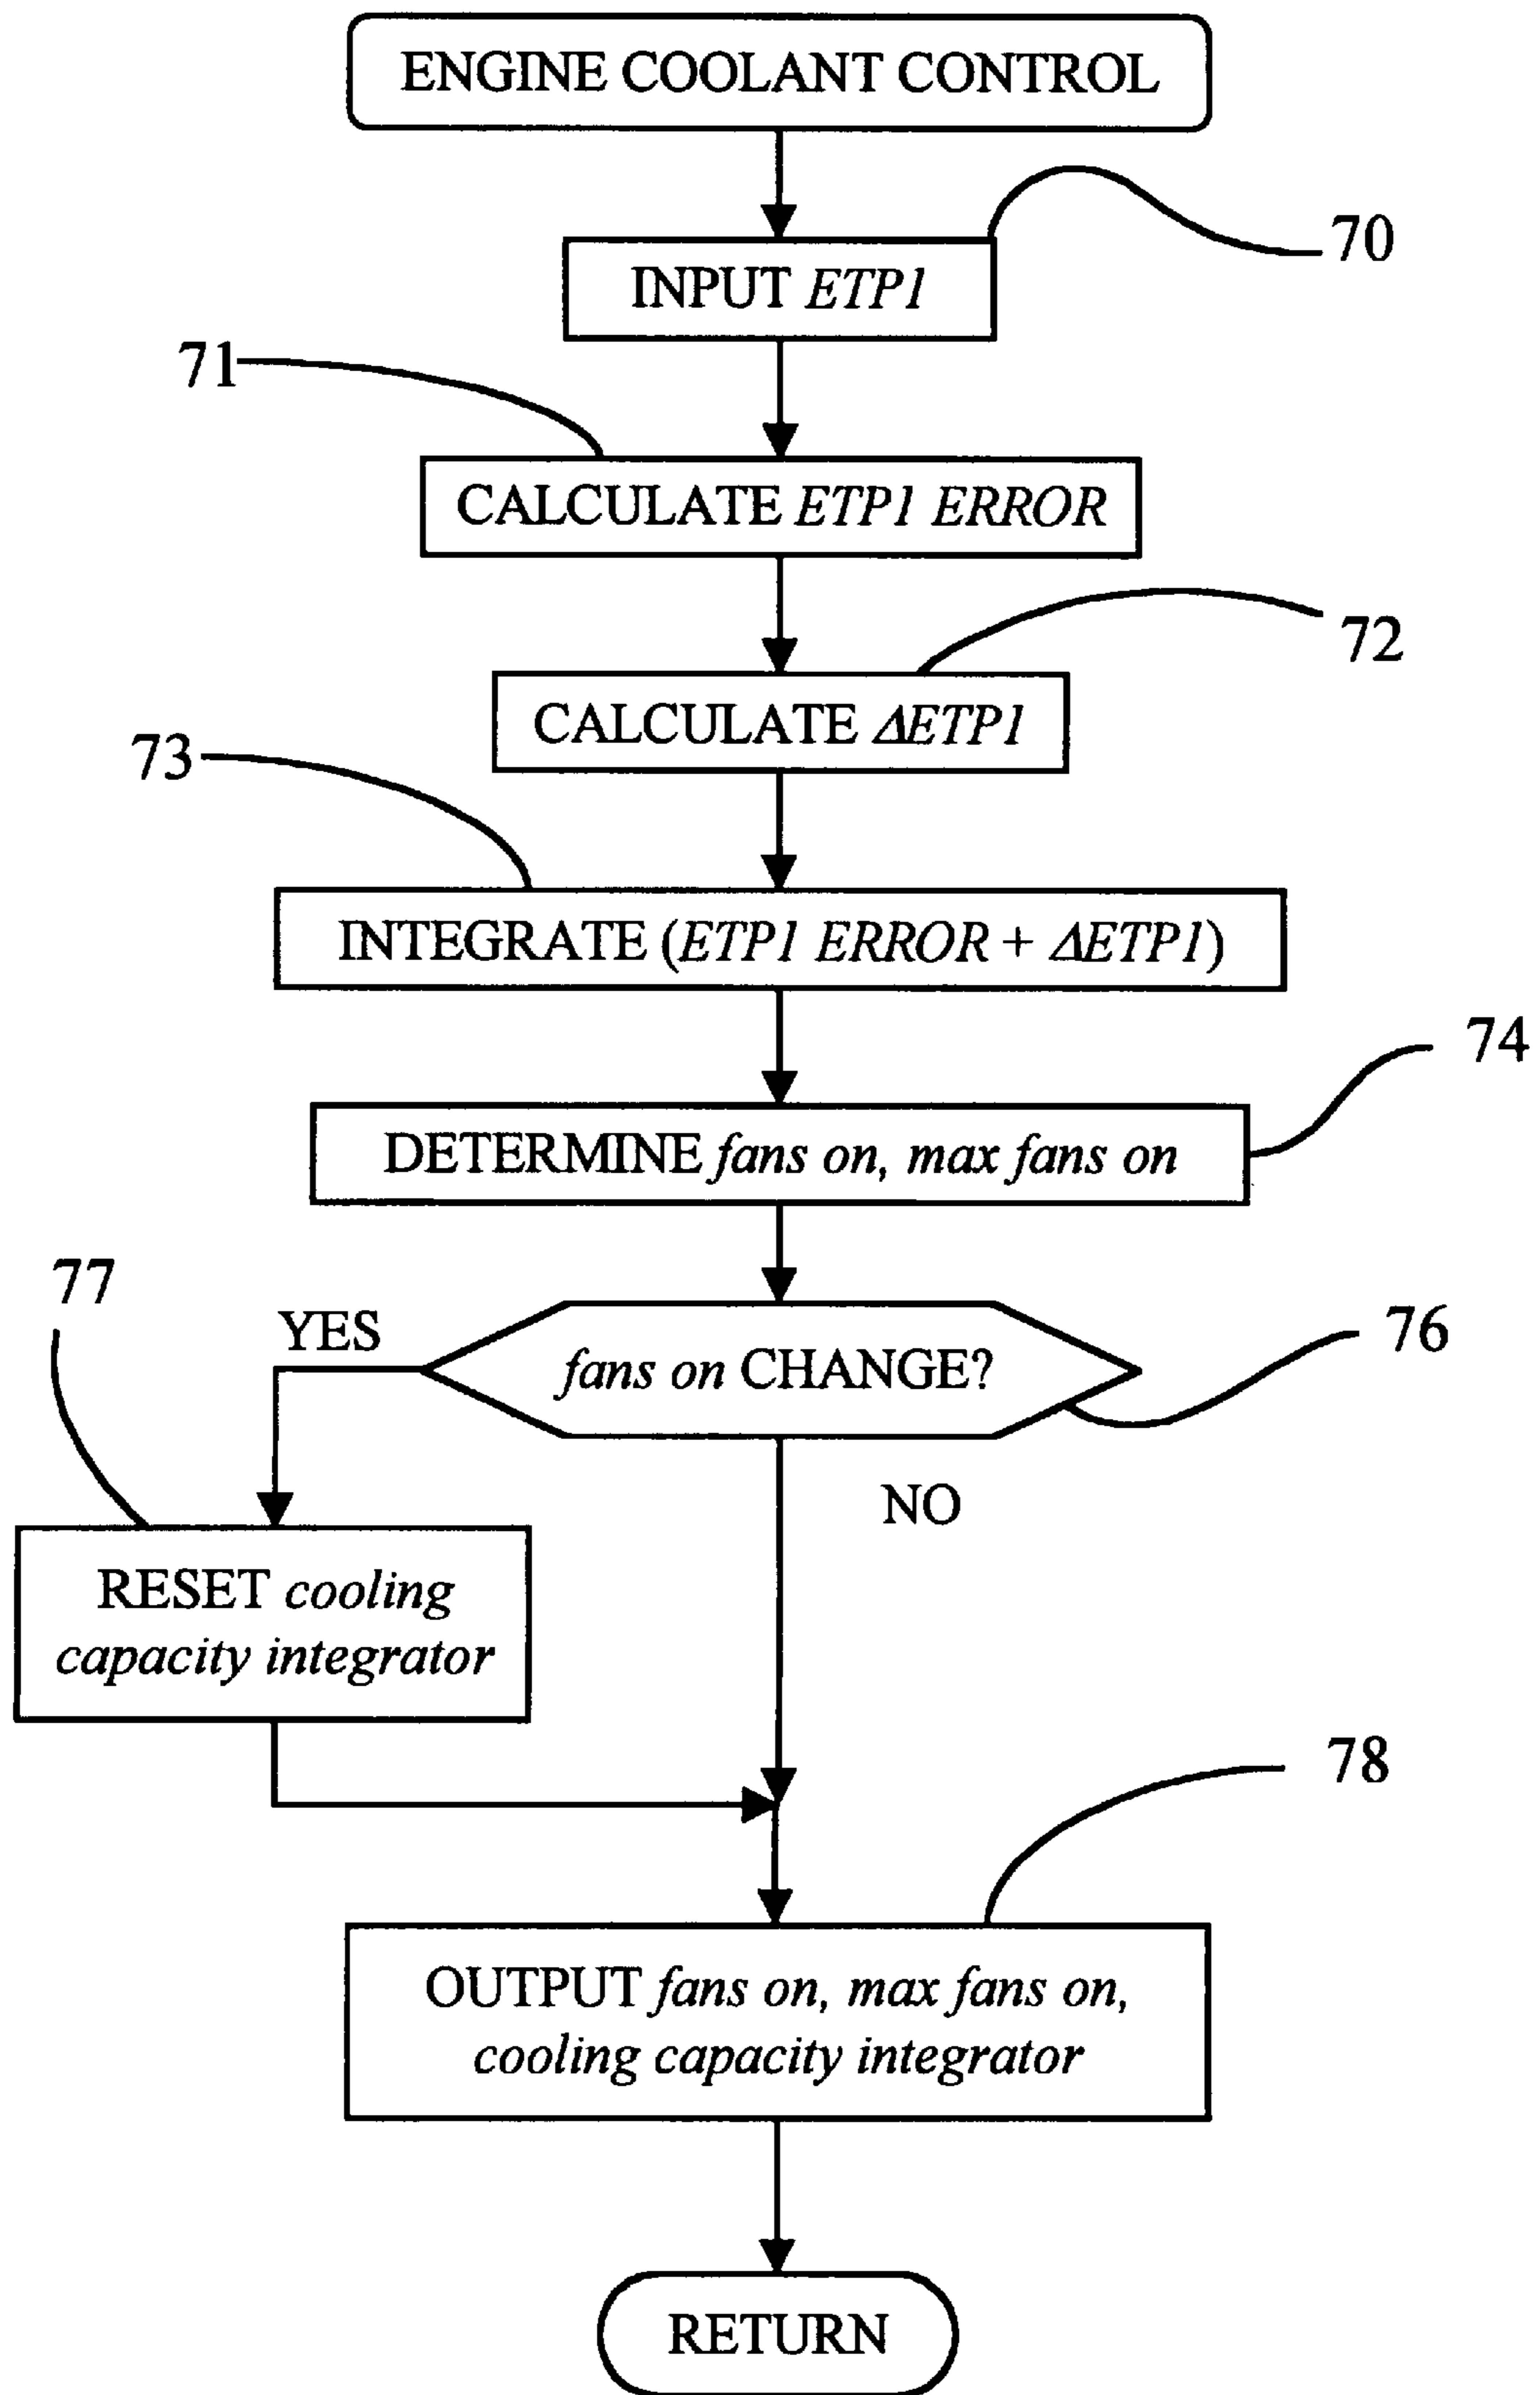 ENGINE COOLANT CONTROL
70
INPUT ETP1
71
CALCULATE ETP1 ERROR
72
CALCULATE ΔETP1
73
INTEGRATE (ETP1 ERROR + ΔETP1)
74
DETERMINE fans on, max fans on
77
YES
76
fans on CHANGE?
NO
RESET cooling
capacity integrator
78
OUTPUT fans on, max fans on,
cooling capacity integrator
RETURN